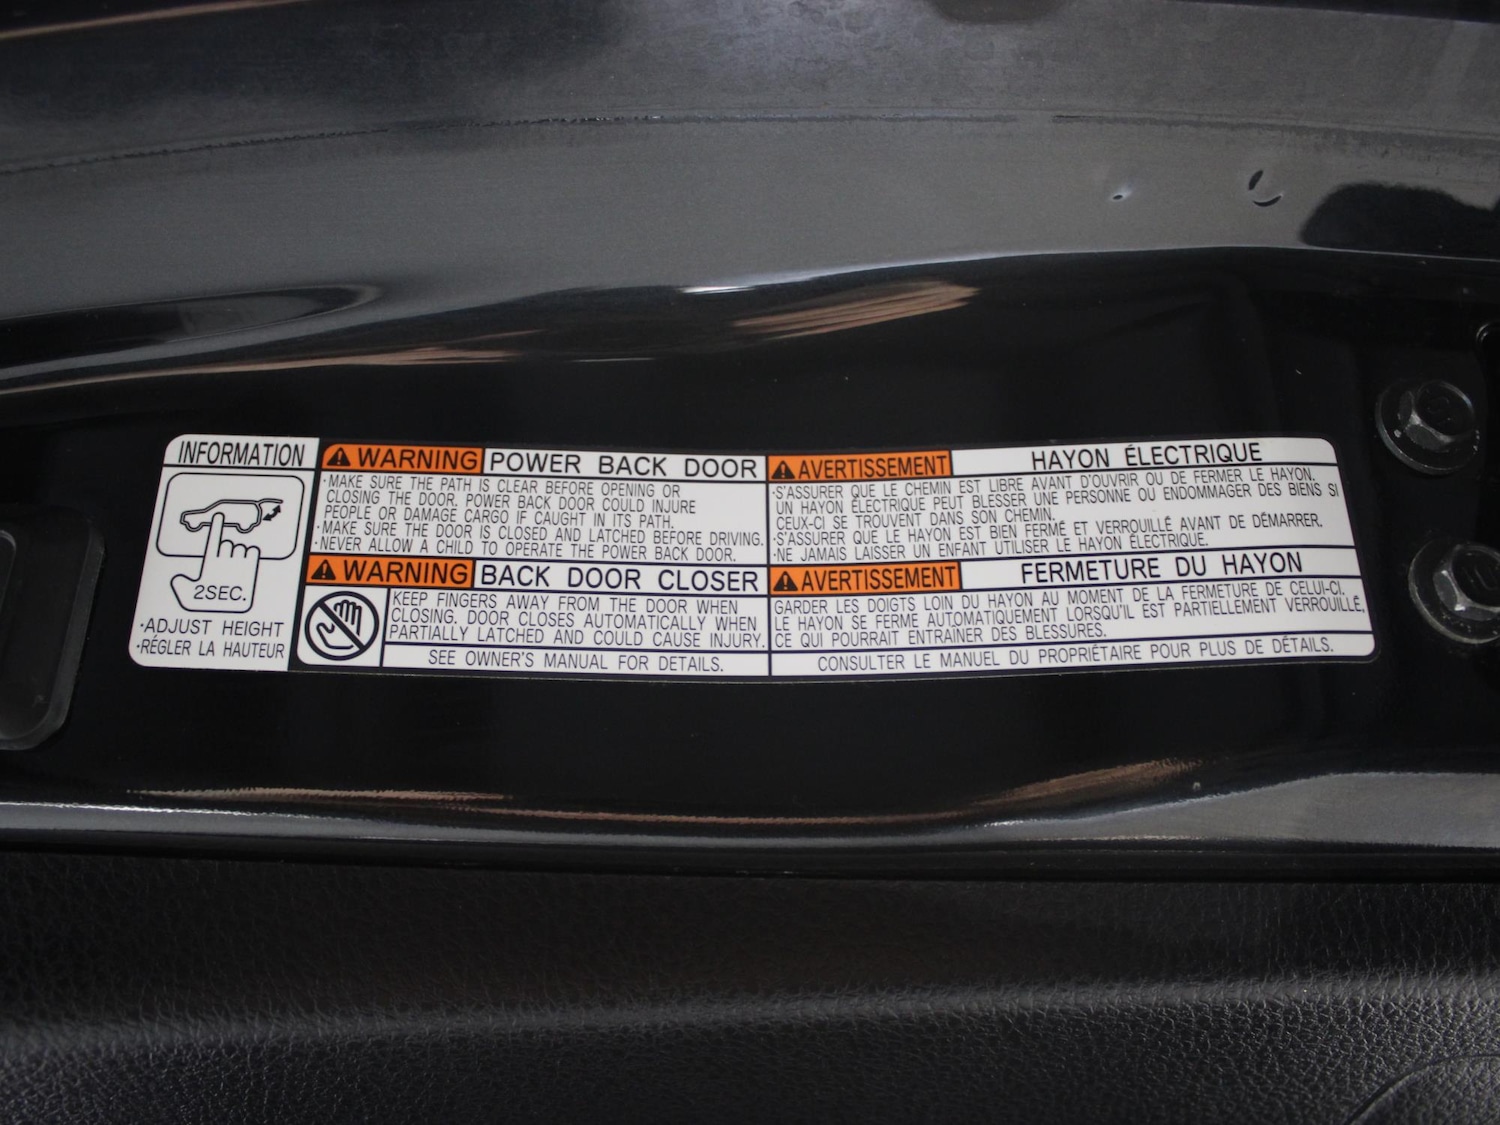 INFORMATION
2SEC.
·ADJUST HEIGHT
·RÉGLER LA HAUTEUR
WARNING POWER BACK DOOR
·MAKE SURE THE PATH IS CLEAR BEFORE OPENING OR
CLOSING THE DOOR. POWER BACK DOOR COULD INJURE
PEOPLE OR DAMAGE CARGO IF CAUGHT IN ITS PATH.
·MAKE SURE THE DOOR IS CLOSED AND LATCHED BEFORE DRIVING.
·NEVER ALLOW A CHILD TO OPERATE THE POWER BACK DOOR.
WARNING BACK DOOR CLOSER
KEEP FINGERS AWAY FROM THE DOOR WHEN
CLOSING. DOOR CLOSES AUTOMATICALLY WHEN
PARTIALLY LATCHED AND COULD CAUSE INJURY.
SEE OWNER'S MANUAL FOR DETAILS.
AVERTISSEMENT HAYON ÉLECTRIQUE
·S'ASSURER QUE LE CHEMIN EST LIBRE AVANT D'OUVRIR OU DE FERMER LE HAYON.
UN HAYON ÉLECTRIQUE PEUT BLESSER UNE PERSONNE OU ENDOMMAGER DES BIENS SI
CEUX-CI SE TROUVENT DANS SON CHEMIN.
·S'ASSURER QUE LE HAYON EST BIEN FERMÉ ET VERROUILLÉ AVANT DE DÉMARRER.
·NE JAMAIS LAISSER UN ENFANT UTILISER LE HAYON ÉLECTRIQUE.
AVERTISSEMENT FERMETURE DU HAYON
GARDER LES DOIGTS LOIN DU HAYON AU MOMENT DE LA FERMETURE DE CELUI-CI.
LE HAYON SE FERME AUTOMATIQUEMENT LORSQU'IL EST PARTIELLEMENT VERROUILLÉ,
CE QUI POURRAIT ENTRAÎNER DES BLESSURES.
CONSULTER LE MANUEL DU PROPRIÉTAIRE POUR PLUS DE DÉTAILS.